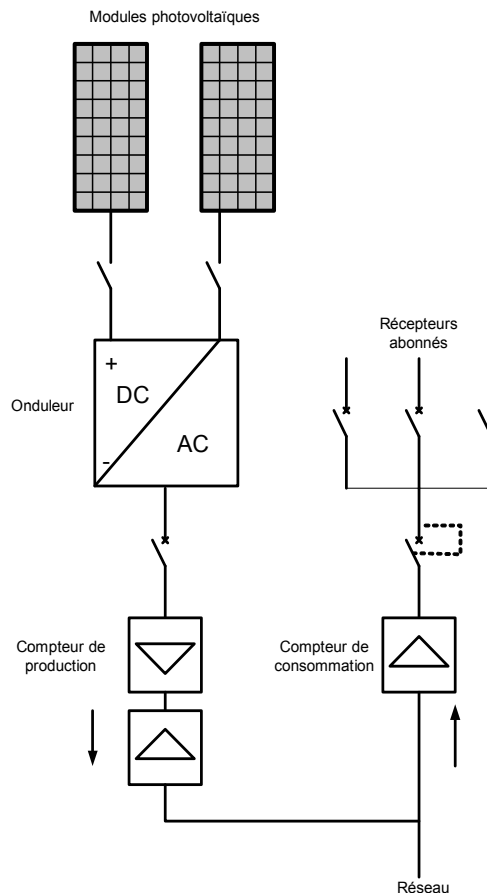 Modules photovoltaïques
Récepteurs
abonnés
+
DC
Onduleur
AC
-
Compteur de
production
Compteur de
consommation
Réseau